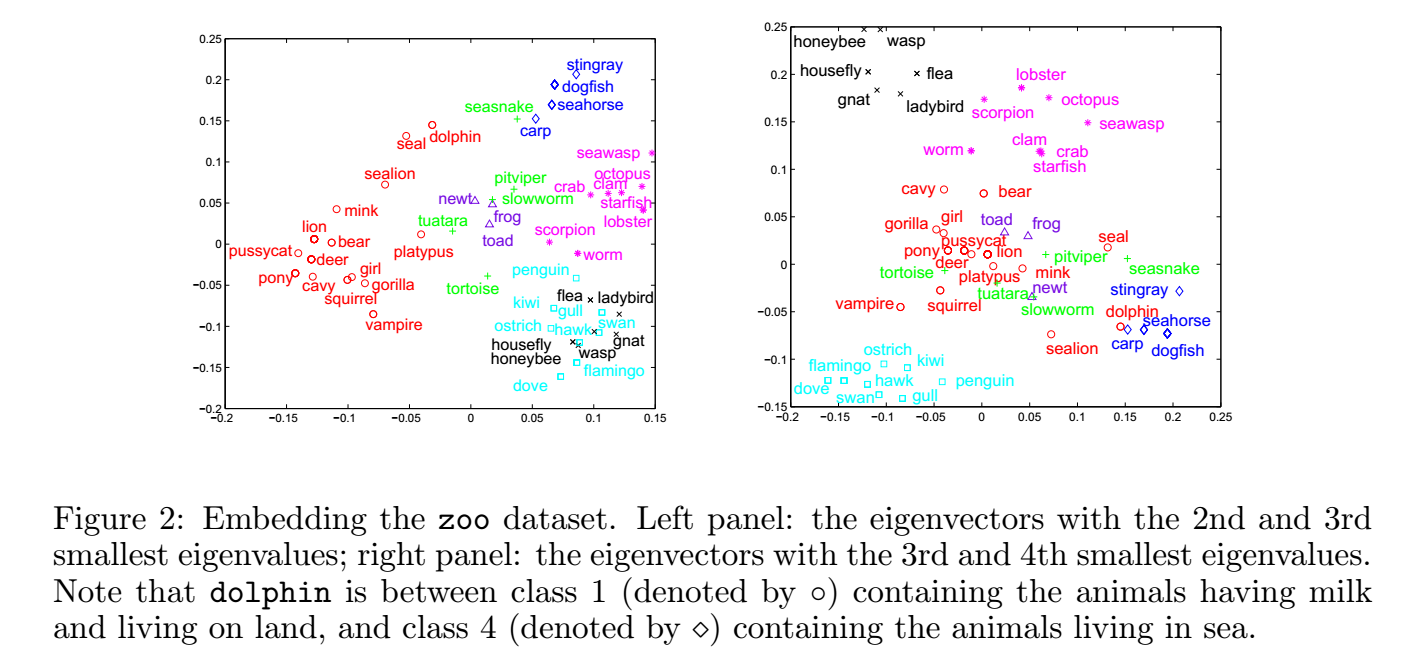 0.25
0.2
0.15
0.1
0.05
0
−0.05
−0.1
−0.15
−0.2
−0.2 −0.15 −0.1 −0.05 0 0.05 0.1 0.15
stingray
dogfish
seasnake
seahorse
carp
dolphin
seal
seawasp
sealion
octopus
pitviper
crab clam
newt
slowworm
starfish
mink
frog
lobster
tuatara
lion
scorpion
bear
toad
pussycat
platypus
worm
deer
penguin
girl
pony
cavy
gorilla
tortoise
squirrel
flea ladybird
kiwi
gull
vampire
ostrich
hawk
swan
housefly
gnat
honeybee
wasp
flamingo
dove
0.25
0.2
0.15
0.1
0.05
0
−0.05
−0.1
−0.15
−0.2 −0.15 −0.1 −0.05 0 0.05 0.1 0.15 0.2 0.25
honeybee wasp
housefly
flea
lobster
gnat
ladybird
octopus
scorpion
seawasp
clam
worm
crab
starfish
cavy
bear
girl
toad
gorilla
frog
pussycat
seal
pony
lion
pitviper
deer
tortoise
platypus
mink
seasnake
tuatara
newt
stingray
vampire
squirrel
slowworm
dolphin
seahorse
sealion
carp
dogfish
ostrich
flamingo
kiwi
dove
hawk
penguin
swan
gull
Figure 2: Embedding the zoo dataset. Left panel: the eigenvectors with the 2nd and 3rd
smallest eigenvalues; right panel: the eigenvectors with the 3rd and 4th smallest eigenvalues.
Note that dolphin is between class 1 (denoted by ○) containing the animals having milk
and living on land, and class 4 (denoted by ⋄) containing the animals living in sea.